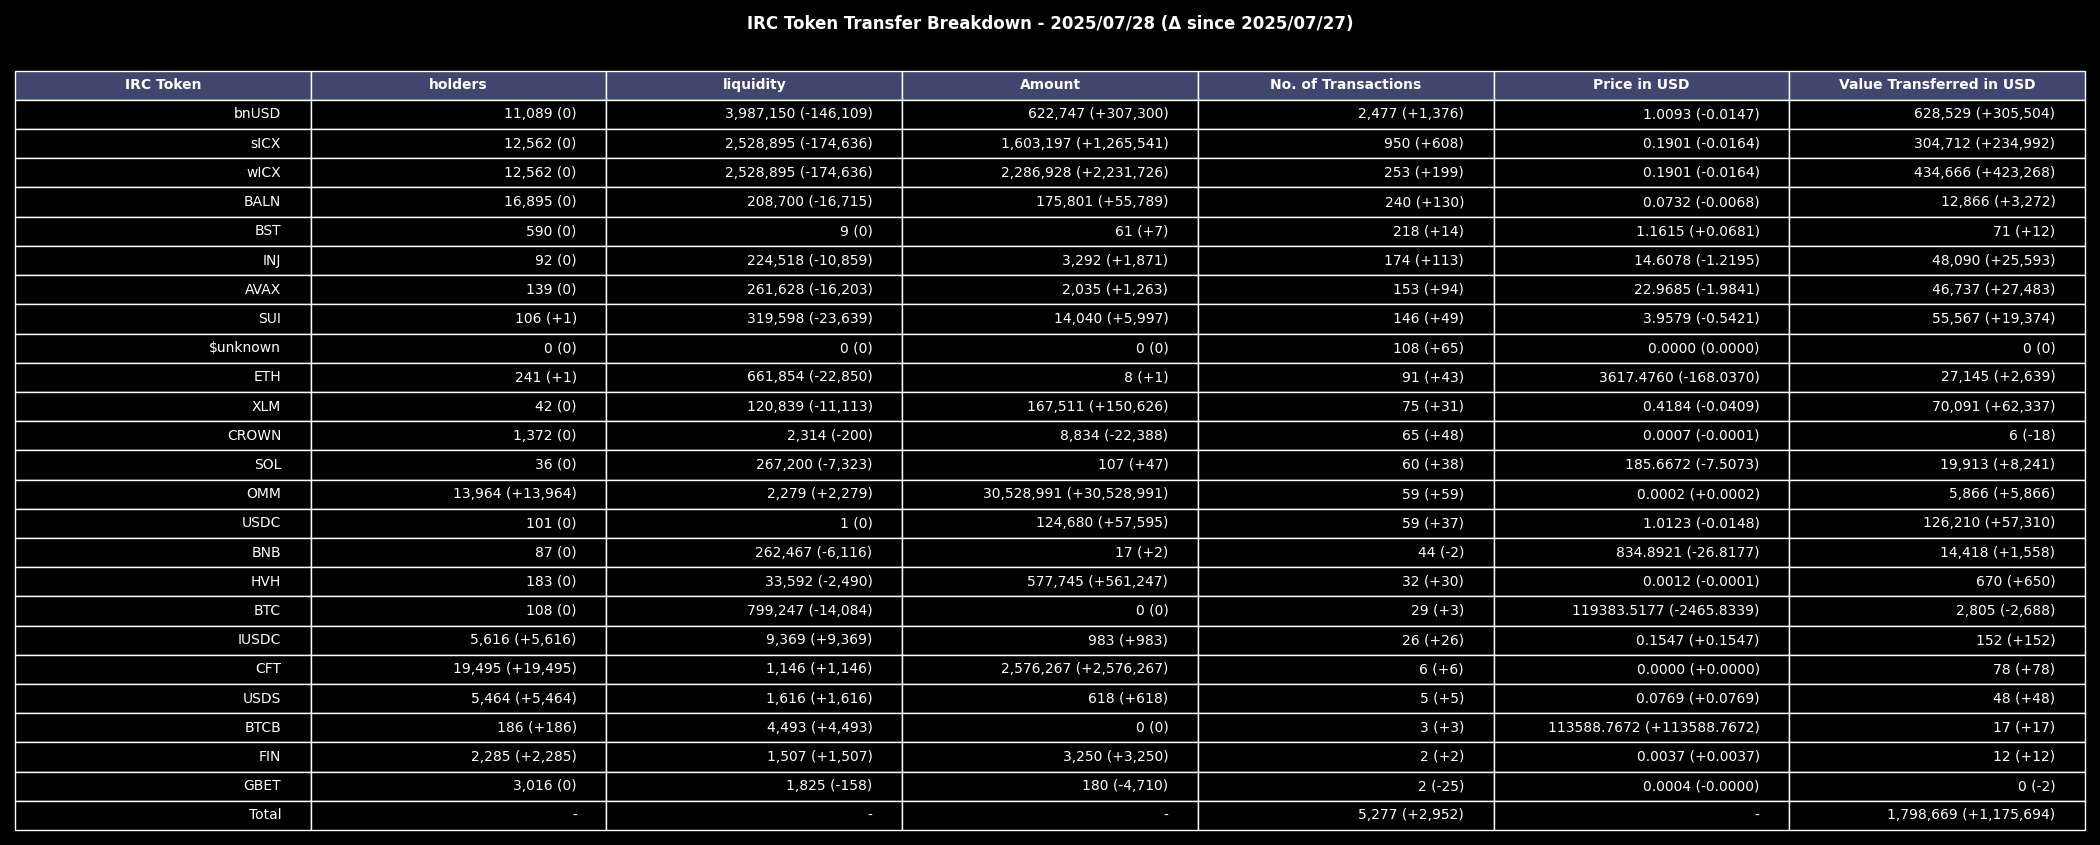 IRC Token Transfer Breakdown - 2025/07/28 (Δ since 2025/07/27)
IRC Token holders liquidity Amount No. of Transactions Price in USD Value Transferred in USD
bnUSD 11,089 (0) 3,987,150 (-146,109) 622,747 (+307,300) 2,477 (+1,376) 1.0093 (-0.0147) 628,529 (+305,504)
sICX 12,562 (0) 2,528,895 (-174,636) 1,603,197 (+1,265,541) 950 (+608) 0.1901 (-0.0164) 304,712 (+234,992)
wICX 12,562 (0) 2,528,895 (-174,636) 2,286,928 (+2,231,726) 253 (+199) 0.1901 (-0.0164) 434,666 (+423,268)
BALN 16,895 (0) 208,700 (-16,715) 175,801 (+55,789) 240 (+130) 0.0732 (-0.0068) 12,866 (+3,272)
BST 590 (0) 9 (0) 61 (+7) 218 (+14) 1.1615 (+0.0681) 71 (+12)
INJ 92 (0) 224,518 (-10,859) 3,292 (+1,871) 174 (+113) 14.6078 (-1.2195) 48,090 (+25,593)
AVAX 139 (0) 261,628 (-16,203) 2,035 (+1,263) 153 (+94) 22.9685 (-1.9841) 46,737 (+27,483)
SUI 106 (+1) 319,598 (-23,639) 14,040 (+5,997) 146 (+49) 3.9579 (-0.5421) 55,567 (+19,374)
$unknown 0 (0) 0 (0) 0 (0) 108 (+65) 0.0000 (0.0000) 0 (0)
ETH 241 (+1) 661,854 (-22,850) 8 (+1) 91 (+43) 3617.4760 (-168.0370) 27,145 (+2,639)
XLM 42 (0) 120,839 (-11,113) 167,511 (+150,626) 75 (+31) 0.4184 (-0.0409) 70,091 (+62,337)
CROWN 1,372 (0) 2,314 (-200) 8,834 (-22,388) 65 (+48) 0.0007 (-0.0001) 6 (-18)
SOL 36 (0) 267,200 (-7,323) 107 (+47) 60 (+38) 185.6672 (-7.5073) 19,913 (+8,241)
OMM 13,964 (+13,964) 2,279 (+2,279) 30,528,991 (+30,528,991) 59 (+59) 0.0002 (+0.0002) 5,866 (+5,866)
USDC 101 (0) 1 (0) 124,680 (+57,595) 59 (+37) 1.0123 (-0.0148) 126,210 (+57,310)
BNB 87 (0) 262,467 (-6,116) 17 (+2) 44 (-2) 834.8921 (-26.8177) 14,418 (+1,558)
HVH 183 (0) 33,592 (-2,490) 577,745 (+561,247) 32 (+30) 0.0012 (-0.0001) 670 (+650)
BTC 108 (0) 799,247 (-14,084) 0 (0) 29 (+3) 119383.5177 (-2465.8339) 2,805 (-2,688)
IUSDC 5,616 (+5,616) 9,369 (+9,369) 983 (+983) 26 (+26) 0.1547 (+0.1547) 152 (+152)
CFT 19,495 (+19,495) 1,146 (+1,146) 2,576,267 (+2,576,267) 6 (+6) 0.0000 (+0.0000) 78 (+78)
USDS 5,464 (+5,464) 1,616 (+1,616) 618 (+618) 5 (+5) 0.0769 (+0.0769) 48 (+48)
BTCB 186 (+186) 4,493 (+4,493) 0 (0) 3 (+3) 113588.7672 (+113588.7672) 17 (+17)
FIN 2,285 (+2,285) 1,507 (+1,507) 3,250 (+3,250) 2 (+2) 0.0037 (+0.0037) 12 (+12)
GBET 3,016 (0) 1,825 (-158) 180 (-4,710) 2 (-25) 0.0004 (-0.0000) 0 (-2)
Total - - - 5,277 (+2,952) - 1,798,669 (+1,175,694)